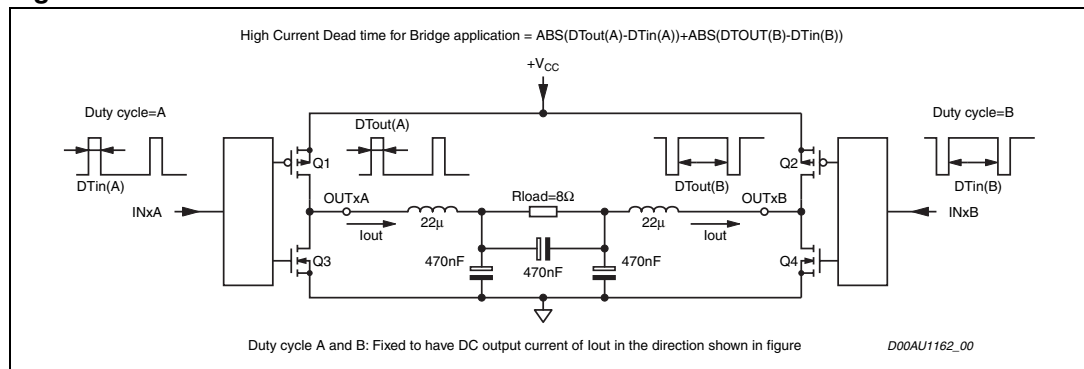 High Current Dead time for Bridge application = ABS(DTout(A)-DTin(A))+ABS(DTOUT(B)-DTin(B))
+VCC
Duty cycle=A
Duty cycle=B
DTout(A)
DTin(A)
Q1
DTout(B)
Q2
DTin(B)
INxA
OUTxA
Rload=8Ω
OUTxB
INxB
Iout
22µ
22µ
Iout
Q3
470nF
470nF
470nF
Q4
Duty cycle A and B: Fixed to have DC output current of Iout in the direction shown in figure
D00AU1162_00